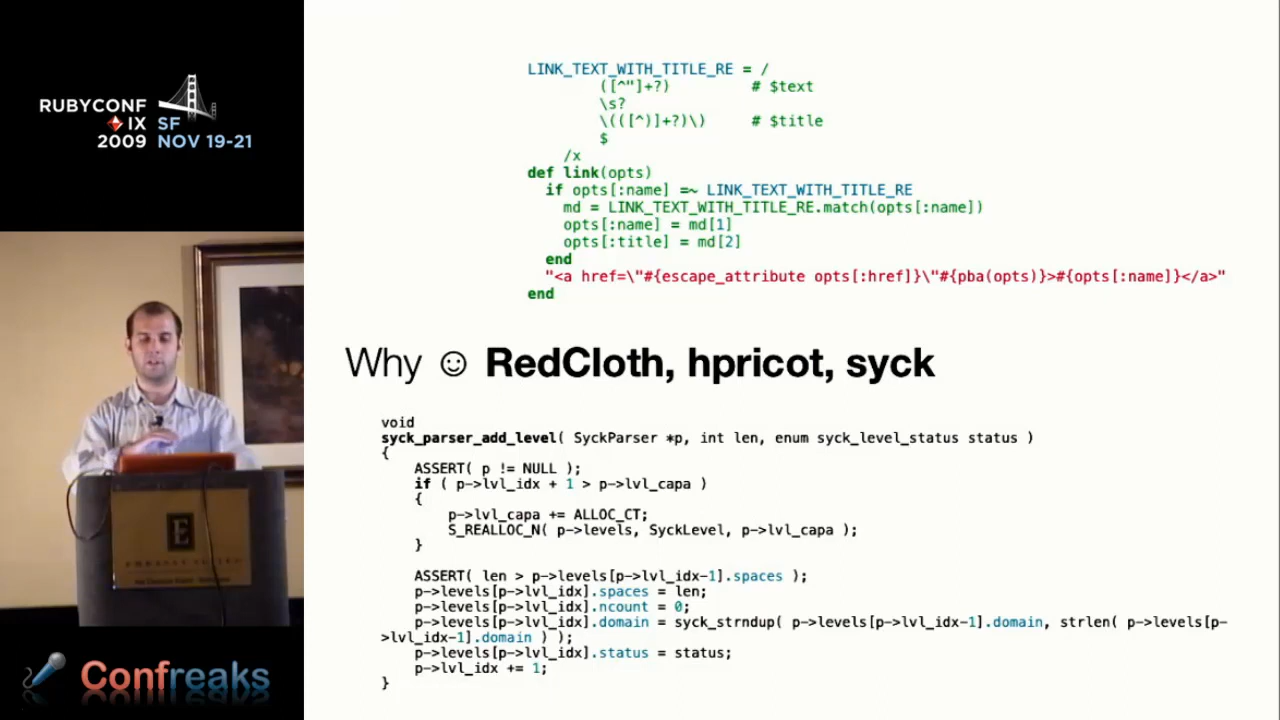 RUBYCONF
IX SF
2009 NOV 19-21
LINK_TEXT_WITH_TITLE_RE = /
([^"]+?) # $text
\s?
\(([^)]+?)\) # $title
$
/x
def link(opts)
if opts[:name] =~ LINK_TEXT_WITH_TITLE_RE
md = LINK_TEXT_WITH_TITLE_RE.match(opts[:name])
opts[:name] = md[1]
opts[:title] = md[2]
end
"<a href=\"#{escape_attribute opts[:href]}\"#{pba(opts)}>#{opts[:name]}</a>"
end
Why ☺ RedCloth, hpricot, syck
void
syck_parser_add_level( SyckParser *p, int len, enum syck_level_status status )
{
ASSERT( p != NULL );
if ( p->lvl_idx + 1 > p->lvl_capa )
{
p->lvl_capa += ALLOC_CT;
S_REALLOC_N( p->levels, SyckLevel, p->lvl_capa );
}
ASSERT( len > p->levels[p->lvl_idx-1].spaces );
p->levels[p->lvl_idx].spaces = len;
p->levels[p->lvl_idx].ncount = 0;
p->levels[p->lvl_idx].domain = syck_strndup( p->levels[p->lvl_idx-1].domain, strlen( p->levels[p-
>lvl_idx-1].domain ) );
p->levels[p->lvl_idx].status = status;
p->lvl_idx += 1;
}
E
EMBASSY SUITES
Confreaks